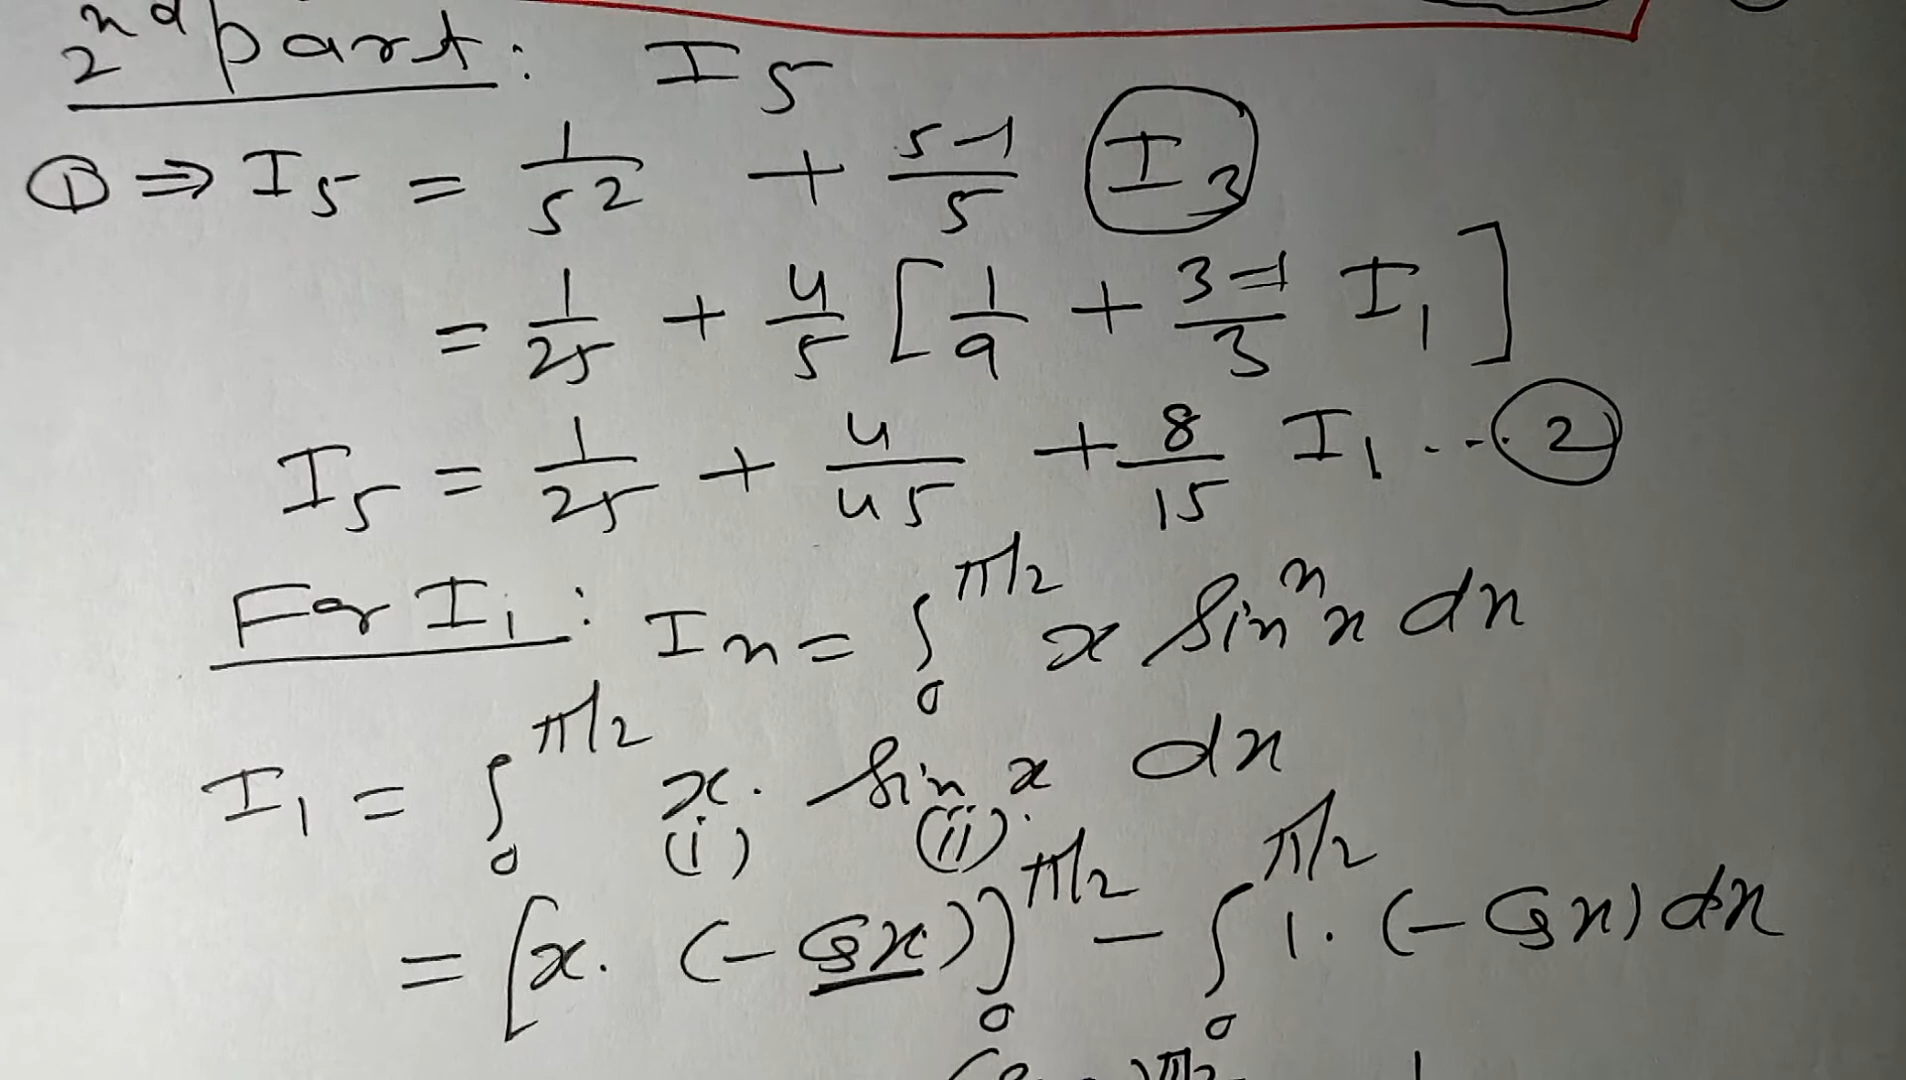 2nd part: I₅
① ⇒ I₅ = 1/5² + (5-1)/5 I₃
= 1/25 + 4/5 [1/9 + (3-1)/3 I₁]
I₅ = 1/25 + 4/45 + 8/15 I₁ ... ②
For I₁: Iₙ = ∫₀^π/2 x sinⁿx dx
I₁ = ∫₀^π/2 x. sin x dx
(i) (ii)
= [x. (-cosx)]₀^π/2 - ∫₀^π/2 1. (-cosx) dx